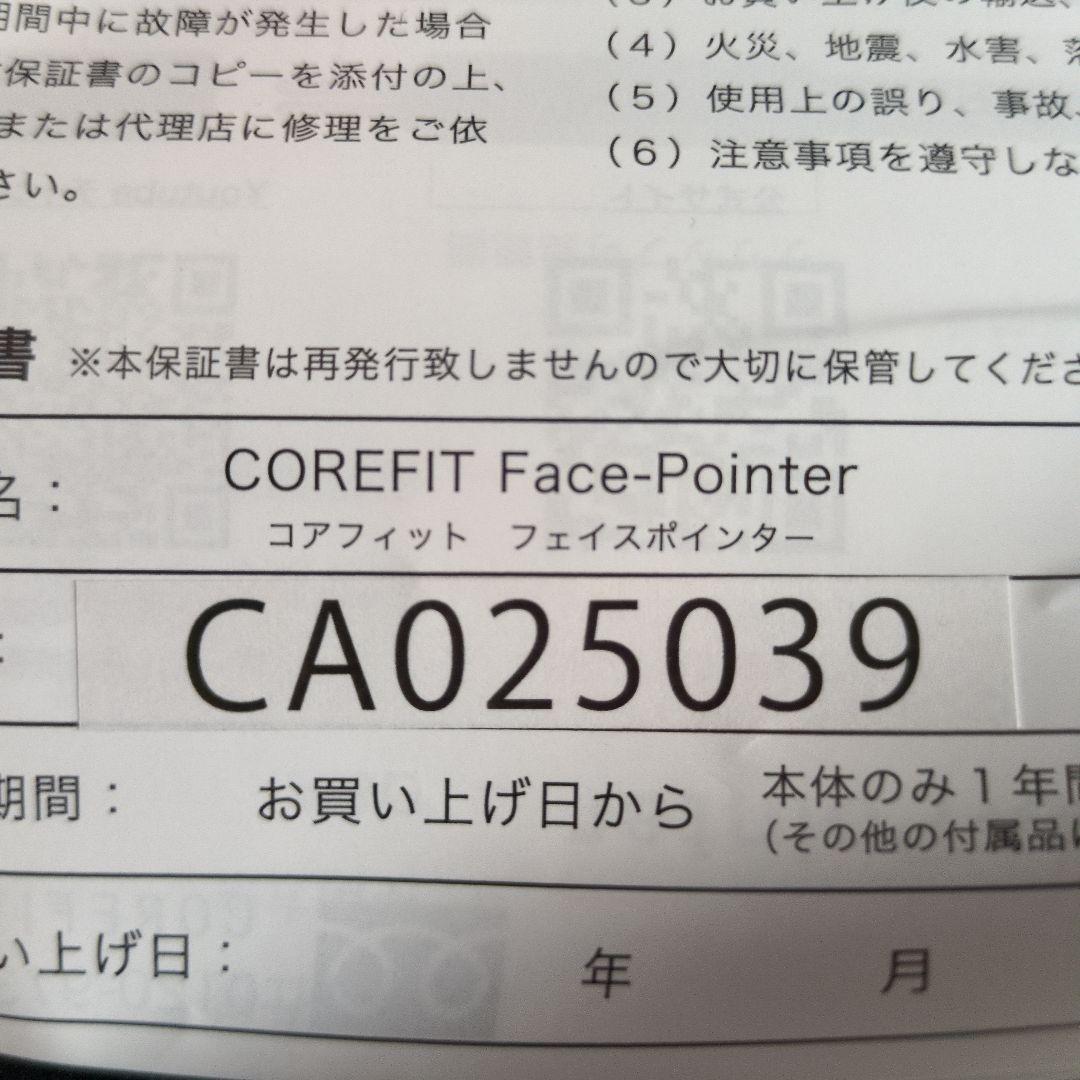 期間中に故障が発生した場合
保証書のコピーを添付の上、
または代理店に修理をご依
さい。
(4) 火災、地震、水害、落
(5) 使用上の誤り、事故、
(6) 注意事項を遵守しな
書 ※本保証書は再発行致しませんので大切に保管してくださ
名: COREFIT Face-Pointer
コアフィット フェイスポインター
: CA025039
期間: お買い上げ日から 本体のみ1年間
(その他の付属品は
い上げ日: 年 月